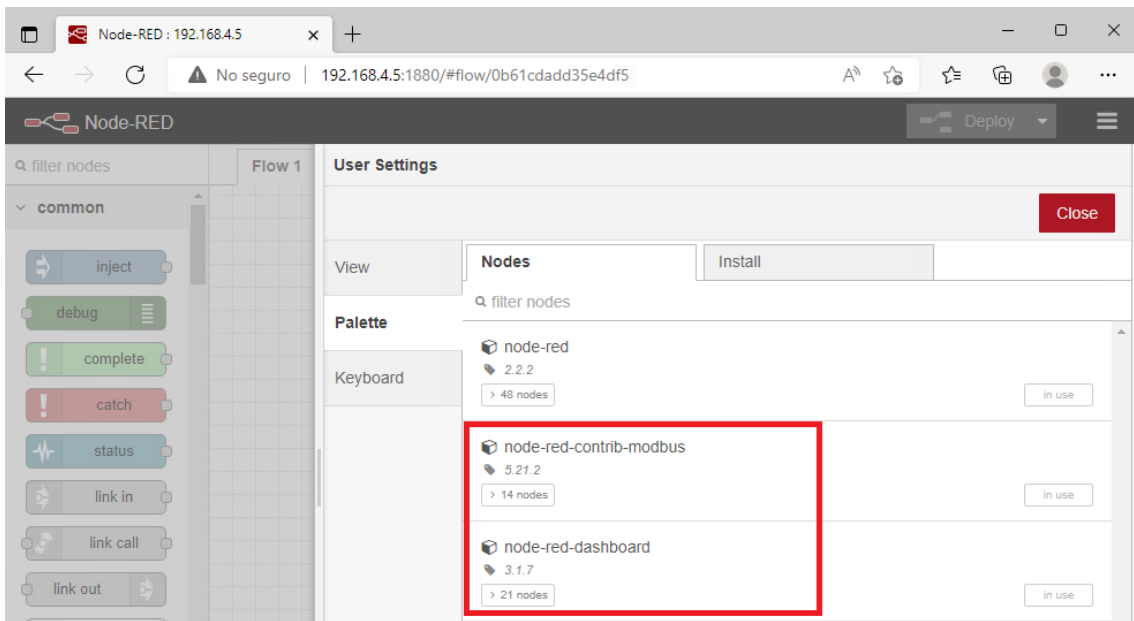 Node-RED : 192.168.4.5
No seguro
192.168.4.5:1880/#flow/0b61cdadd35e4df5
Node-RED
Deploy
filter nodes
Flow 1
User Settings
common
Close
inject
debug
complete
catch
status
link in
link call
link out
View
Palette
Keyboard
Nodes
Install
filter nodes
node-red
2.2.2
> 48 nodes
in use
node-red-contrib-modbus
5.21.2
> 14 nodes
in use
node-red-dashboard
3.1.7
> 21 nodes
in use